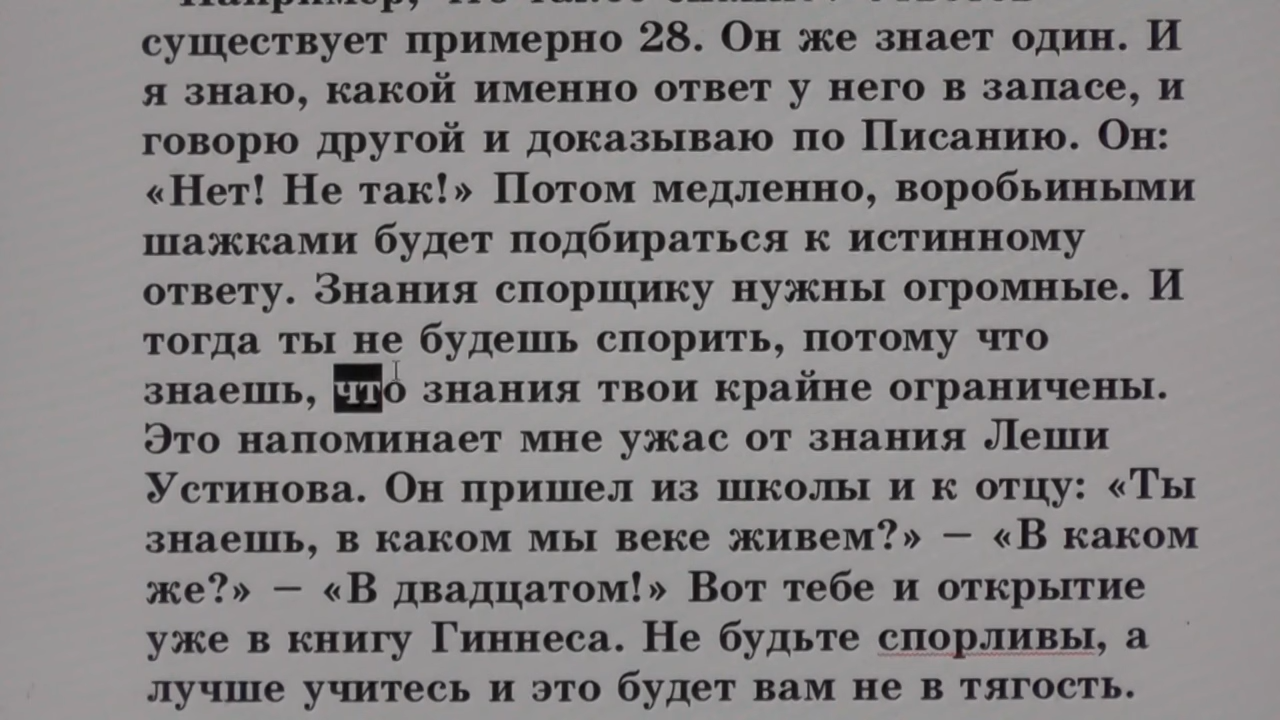 существует примерно 28. Он же знает один. И
я знаю, какой именно ответ у него в запасе, и
говорю другой и доказываю по Писанию. Он:
«Нет! Не так!» Потом медленно, воробьиными
шажками будет подбираться к истинному
ответу. Знания спорщику нужны огромные. И
тогда ты не будешь спорить, потому что
знаешь, что знания твои крайне ограничены.
Это напоминает мне ужас от знания Леши
Устинова. Он пришел из школы и к отцу: «Ты
знаешь, в каком мы веке живем?» – «В каком
же?» – «В двадцатом!» Вот тебе и открытие
уже в книгу Гиннеса. Не будьте спорливы, а
лучше учитесь и это будет вам не в тягость.